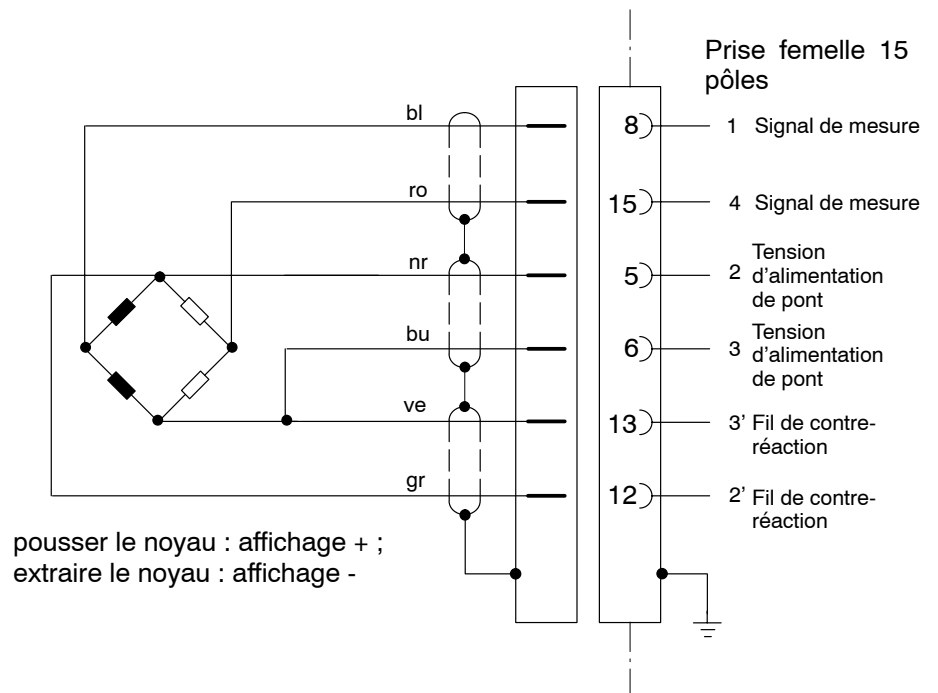 Prise femelle 15
pôles
bl
8
1 Signal de mesure
ro
15
4 Signal de mesure
nr
5
2 Tension
d’alimentation
de pont
bu
6
3 Tension
d’alimentation
de pont
ve
13
3’ Fil de contre-
réaction
gr
12
2’ Fil de contre-
réaction
pousser le noyau : affichage + ;
extraire le noyau : affichage -